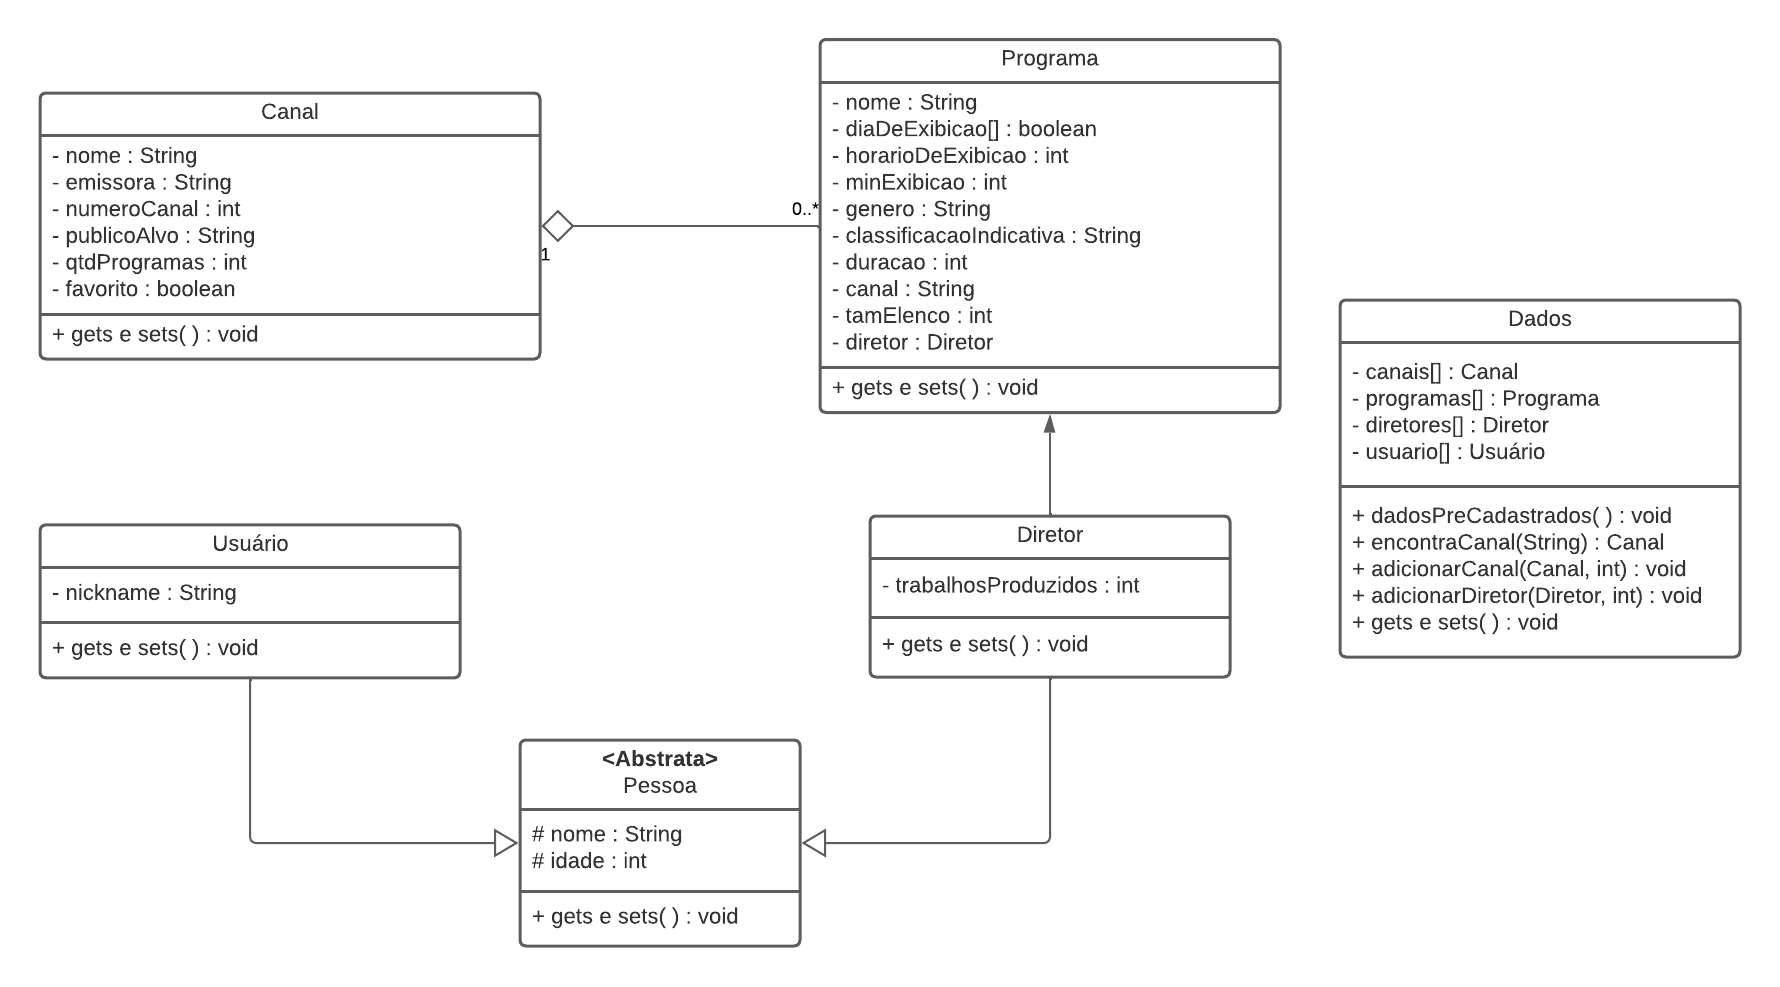 Canal
- nome : String
- emissora : String
- numeroCanal : int
- publicoAlvo : String
- qtdProgramas : int
- favorito : boolean
+ gets e sets( ) : void
1
0..*
Programa
- nome : String
- diaDeExibicao[] : boolean
- horarioDeExibicao : int
- minExibicao : int
- genero : String
- classificacaoIndicativa : String
- duracao : int
- canal : String
- tamElenco : int
- diretor : Diretor
+ gets e sets( ) : void
Dados
- canais[] : Canal
- programas[] : Programa
- diretores[] : Diretor
- usuario[] : Usuário
+ dadosPreCadastrados( ) : void
+ encontraCanal(String) : Canal
+ adicionarCanal(Canal, int) : void
+ adicionarDiretor(Diretor, int) : void
+ gets e sets( ) : void
Usuário
- nickname : String
+ gets e sets( ) : void
Diretor
- trabalhosProduzidos : int
+ gets e sets( ) : void
<Abstrata>
Pessoa
# nome : String
# idade : int
+ gets e sets( ) : void